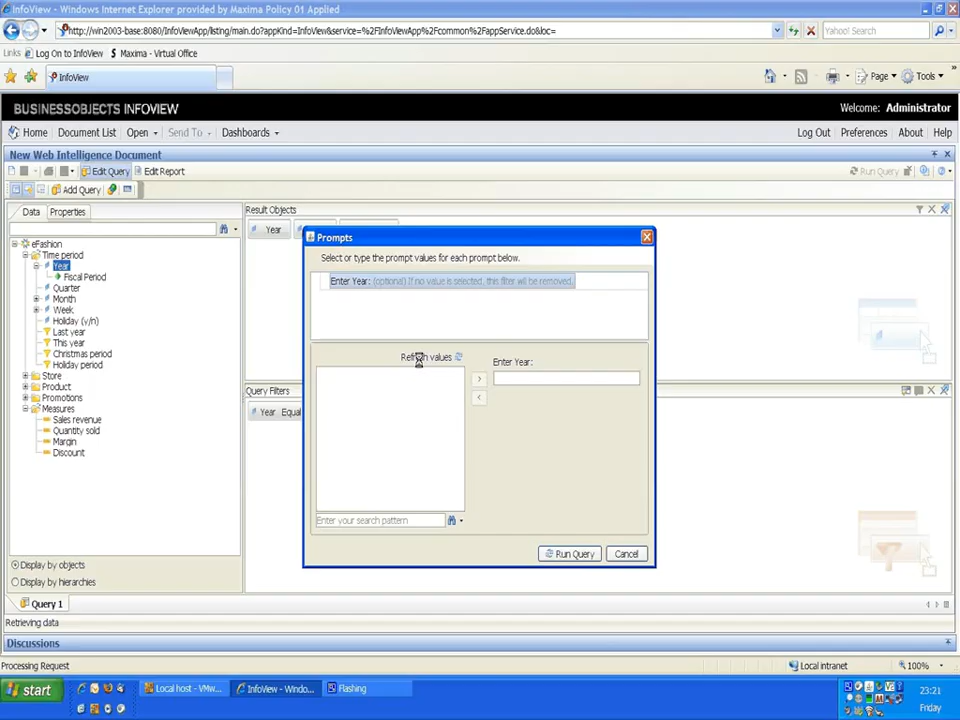 InfoView - Windows Internet Explorer provided by Maxima Policy 01 Applied
http://win2003-base:8080/InfoViewApp/listing/main.do?appKind=InfoView&service=%2FInfoViewApp%2Fcommon%2FappService.do&loc=
Yahoo! Search
Links Log On to InfoView Maxima - Virtual Office
InfoView
Page Tools
BUSINESSOBJECTS INFOVIEW
Welcome: Administrator
Home Document List Open Send To Dashboards
Log Out Preferences About Help
New Web Intelligence Document
Edit Query Edit Report
Run Query
Add Query
Data Properties
Result Objects
Year
eFashion
Time period
Year
Fiscal Period
Quarter
Month
Week
Holiday (y/n)
Last year
This year
Christmas period
Holiday period
Store
Product
Promotions
Measures
Sales revenue
Quantity sold
Margin
Discount
Query Filters
Year Equal
Prompts
Select or type the prompt values for each prompt below.
Enter Year: (optional) If no value is selected, this filter will be removed.
Refresh values
Enter Year:
Enter your search pattern
Run Query Cancel
Display by objects
Display by hierarchies
Query 1
Retrieving data
Discussions
Processing Request
Local intranet
100%
start
Local host - VMw...
InfoView - Windo...
Flashing
23:21
Friday